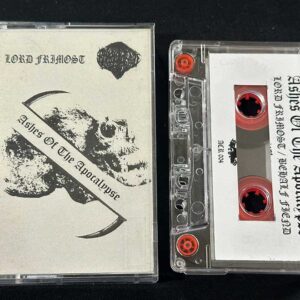 LORD FRIMOST
Ashes Of The Apocalypse
Ashes Of The Apocalypse
LORD FRIMOST / BEHALF FIEND